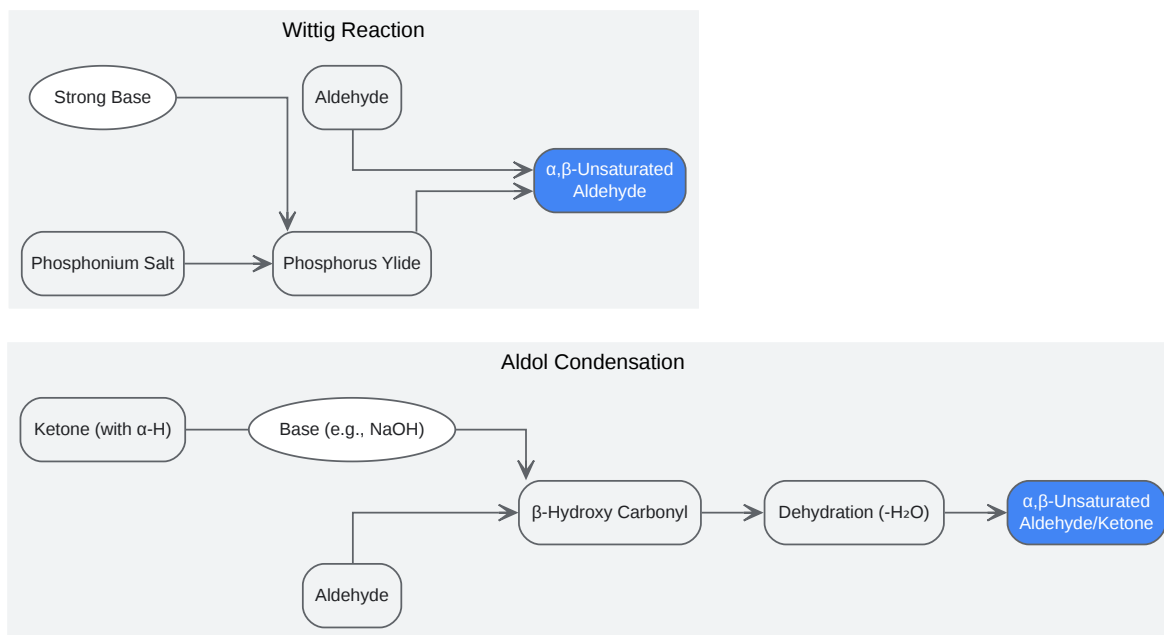 Wittig Reaction
Strong Base
Aldehyde
α,β-Unsaturated
Aldehyde
Phosphonium Salt
Phosphorus Ylide
Aldol Condensation
Ketone (with α-H)
Base (e.g., NaOH)
β-Hydroxy Carbonyl
Dehydration (-H₂O)
α,β-Unsaturated
Aldehyde/Ketone
Aldehyde